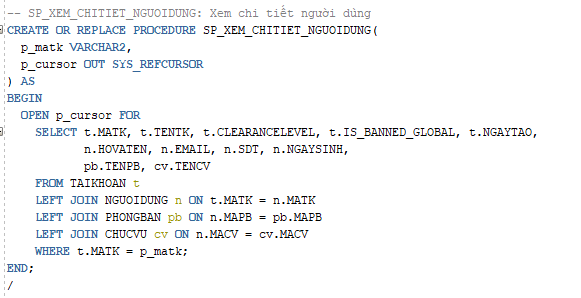 -- SP_XEM_CHITIET_NGUOIDUNG: Xem chi tiết người dùng
CREATE OR REPLACE PROCEDURE SP_XEM_CHITIET_NGUOIDUNG(
  p_matk VARCHAR2,
  p_cursor OUT SYS_REFCURSOR
) AS
BEGIN
  OPEN p_cursor FOR
    SELECT t.MATK, t.TENTK, t.CLEARANCELEVEL, t.IS_BANNED_GLOBAL, t.NGAYTAO,
           n.HOVATEN, n.EMAIL, n.SDT, n.NGAYSINH,
           pb.TENPB, cv.TENCV
    FROM TAIKHOAN t
    LEFT JOIN NGUOIDUNG n ON t.MATK = n.MATK
    LEFT JOIN PHONGBAN pb ON n.MAPB = pb.MAPB
    LEFT JOIN CHUCVU cv ON n.MACV = cv.MACV
    WHERE t.MATK = p_matk;
END;
/